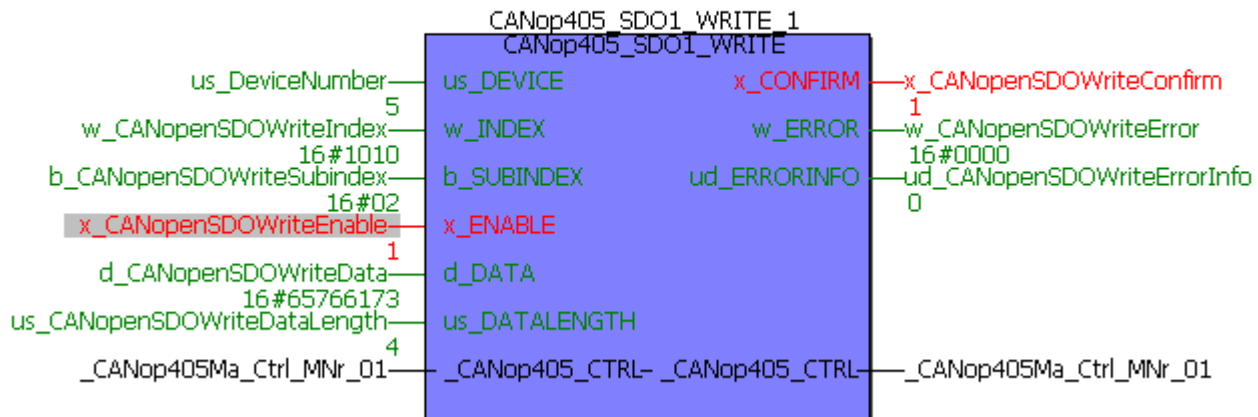 CANop405_SDO1_WRITE_1
CANop405_SDO1_WRITE
us_DeviceNumber us_DEVICE x_CONFIRM x_CANopenSDOWriteConfirm
5 1
w_CANopenSDOWriteIndex w_INDEX w_ERROR w_CANopenSDOWriteError
16#1010 16#0000
b_CANopenSDOWriteSubindex b_SUBINDEX ud_ERRORINFO ud_CANopenSDOWriteErrorInfo
16#02 0
x_CANopenSDOWriteEnable x_ENABLE
1
d_CANopenSDOWriteData d_DATA
16#65766173
us_CANopenSDOWriteDataLength us_DATALENGTH
4
_CANop405Ma_Ctrl_MNr_01 _CANop405_CTRL _CANop405_CTRL _CANop405Ma_Ctrl_MNr_01